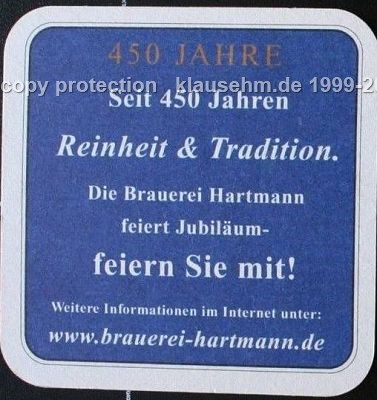 450 JAHRE
copy protection klausehm.de 1999-2
Seit 450 Jahren
Reinheit & Tradition.
Die Brauerei Hartmann
feiert Jubiläum-
feiern Sie mit!
Weitere Informationen im Internet unter:
www.brauerei-hartmann.de